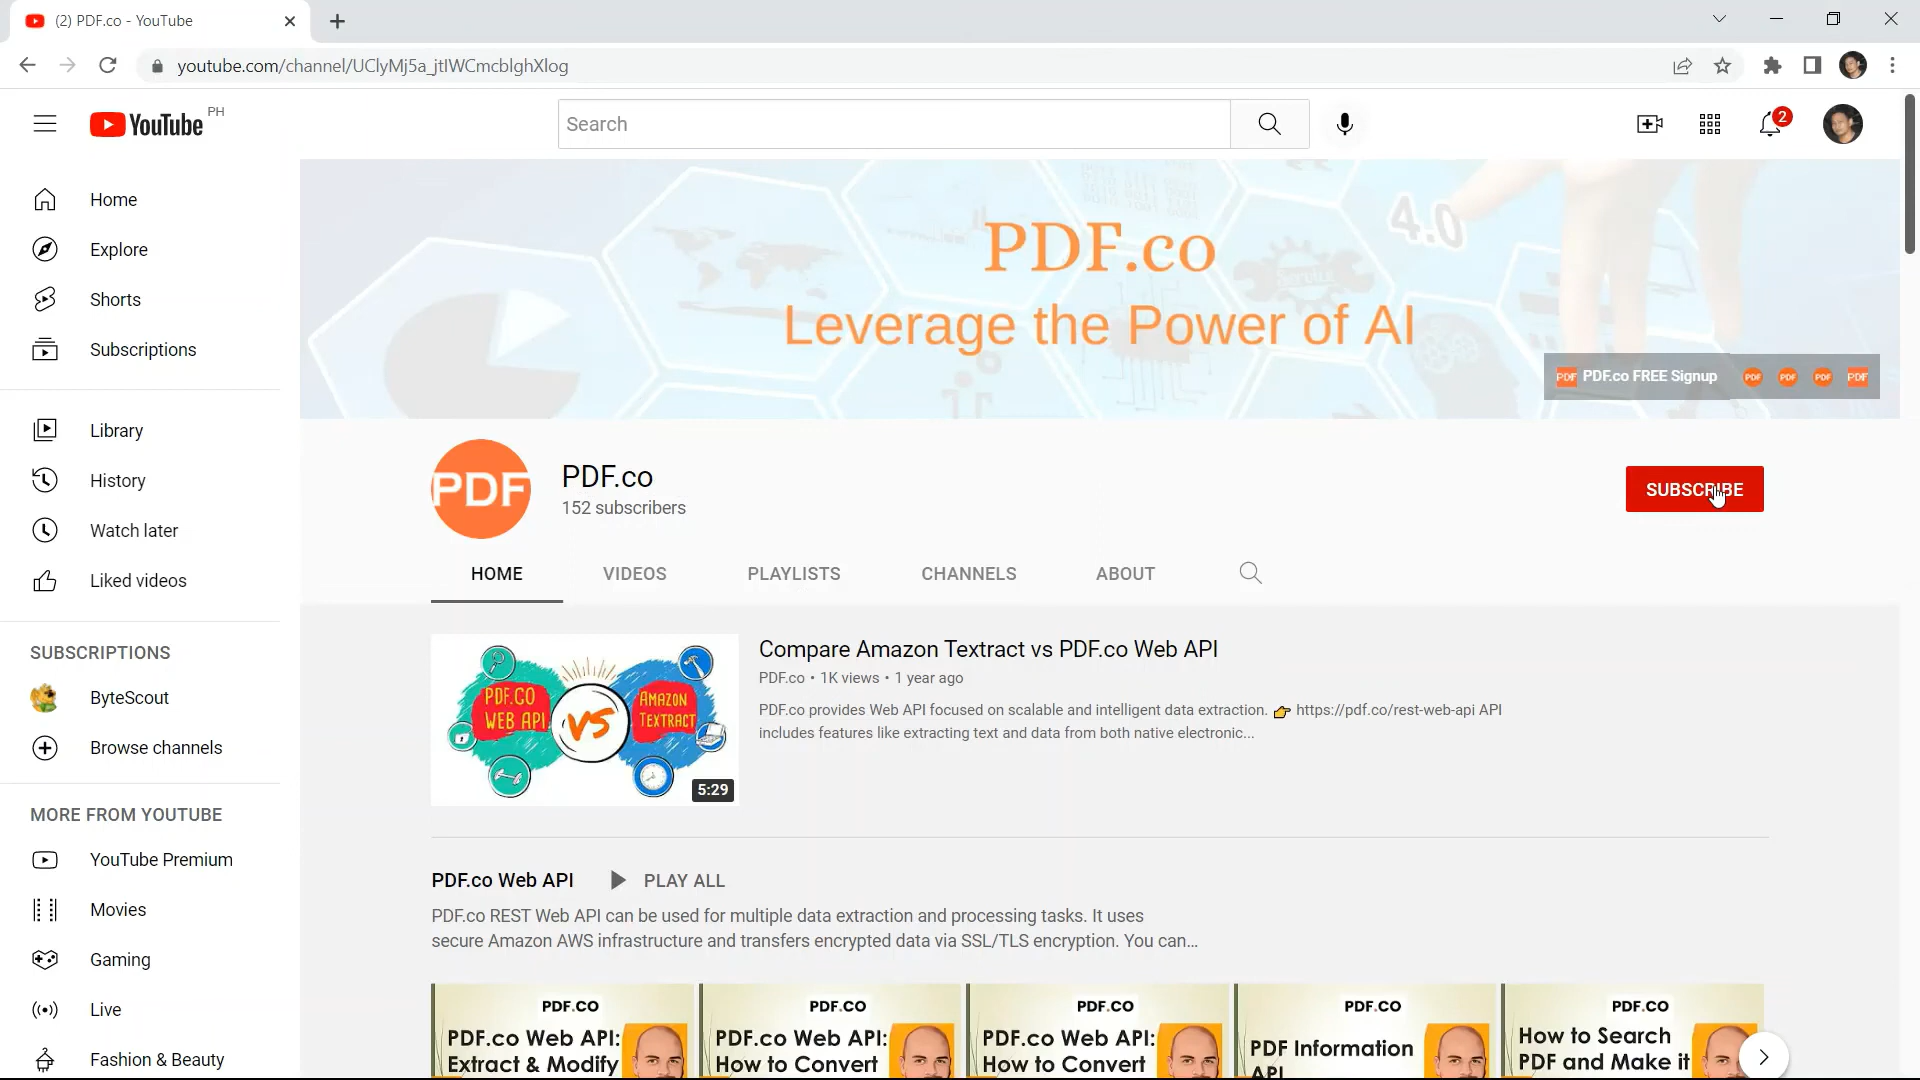 (2) PDF.co - YouTube
youtube.com/channel/UClyMj5a_jtIWCmcblghXlog
YouTube PH
Search
2
Home
Explore
Shorts
Subscriptions
Library
History
Watch later
Liked videos
SUBSCRIPTIONS
ByteScout
Browse channels
MORE FROM YOUTUBE
YouTube Premium
Movies
Gaming
Live
Fashion & Beauty
4.0
PDF.co
Leverage the Power of AI
PDF PDF.co FREE Signup PDF PDF PDF PDF
PDF
PDF.co
152 subscribers
SUBSCRIBE
HOME VIDEOS PLAYLISTS CHANNELS ABOUT
PDF.CO
WEB API
VS
AMAZON
TEXTRACT
5:29
Compare Amazon Textract vs PDF.co Web API
PDF.co • 1K views • 1 year ago
PDF.co provides Web API focused on scalable and intelligent data extraction. 👉 https://pdf.co/rest-web-api API
includes features like extracting text and data from both native electronic...
PDF.co Web API PLAY ALL
PDF.co REST Web API can be used for multiple data extraction and processing tasks. It uses
secure Amazon AWS infrastructure and transfers encrypted data via SSL/TLS encryption. You can...
PDF.CO
PDF.co Web API:
Extract & Modify
PDF.CO
PDF.co Web API:
How to Convert
PDF.CO
PDF.co Web API:
How to Convert
PDF.CO
PDF Information
API
PDF.CO
How to Search
PDF and Make it